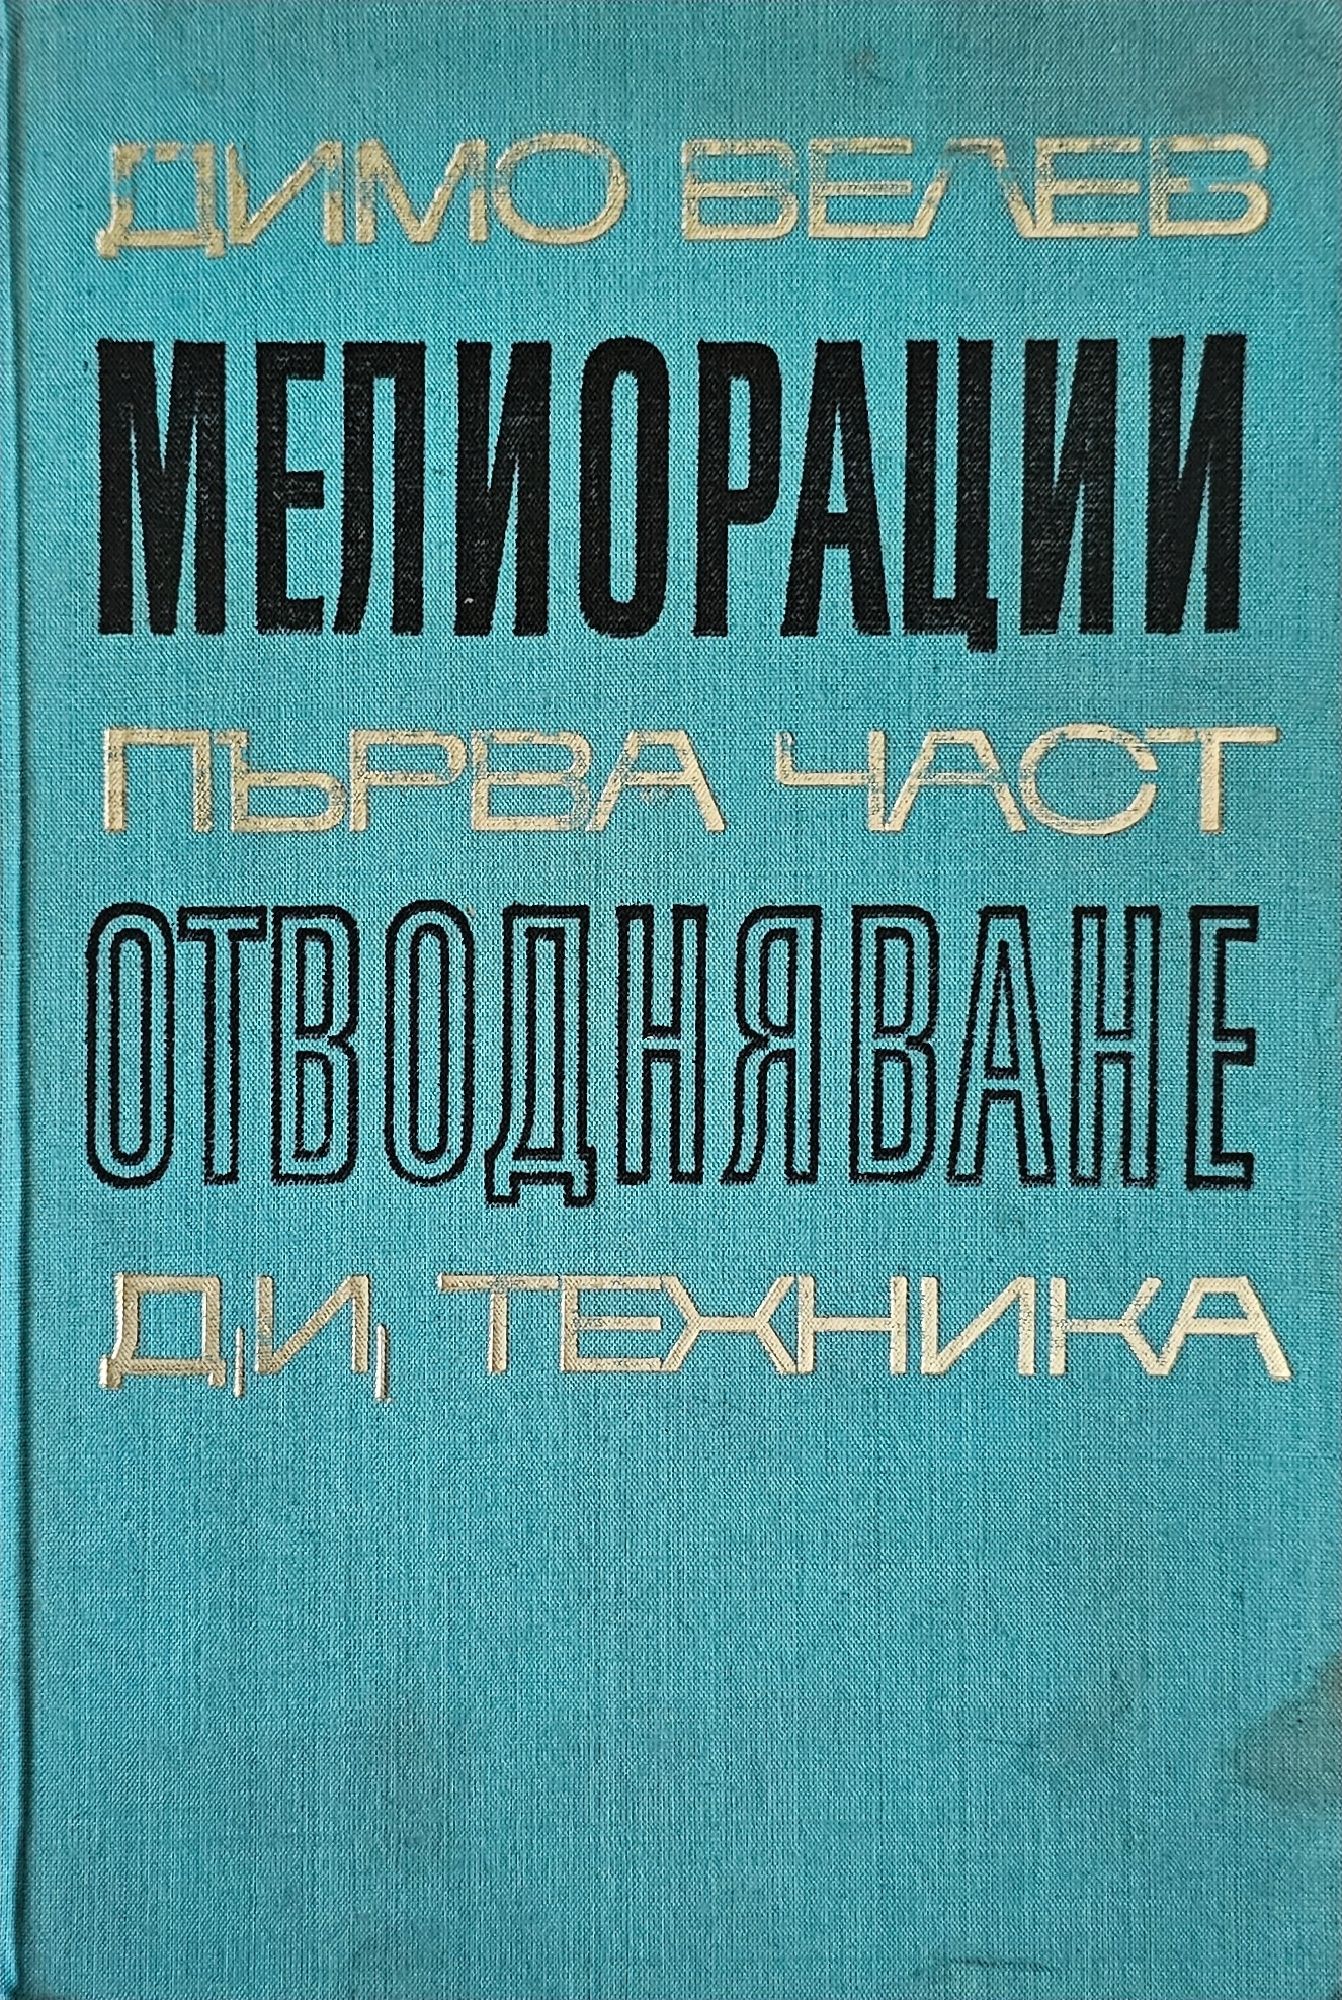 ДИМО ВЕЛЕВ
МЕЛИОРАЦИИ
ПЪРВА ЧАСТ
ОТВОДНЯВАНЕ
Д,И, ТЕХНИКА